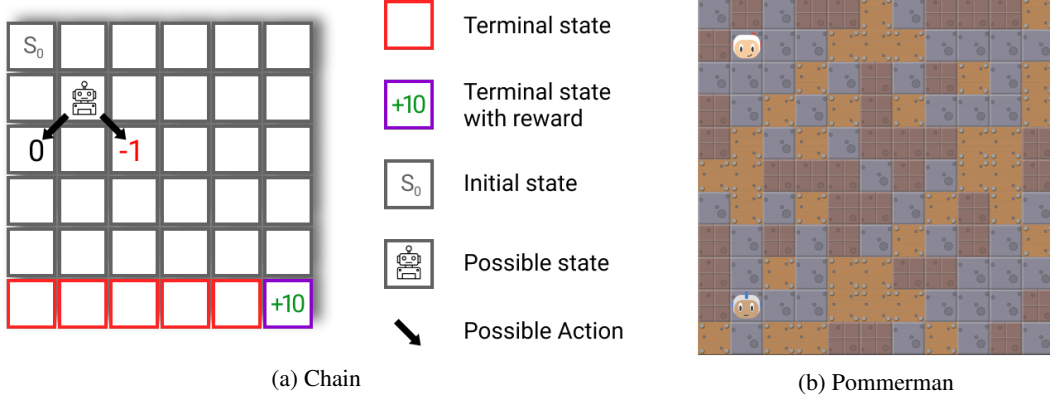 S₀
0
-1
+10
Terminal state
+10
Terminal state
with reward
S₀
Initial state
Possible state
Possible Action
(a) Chain
(b) Pommerman